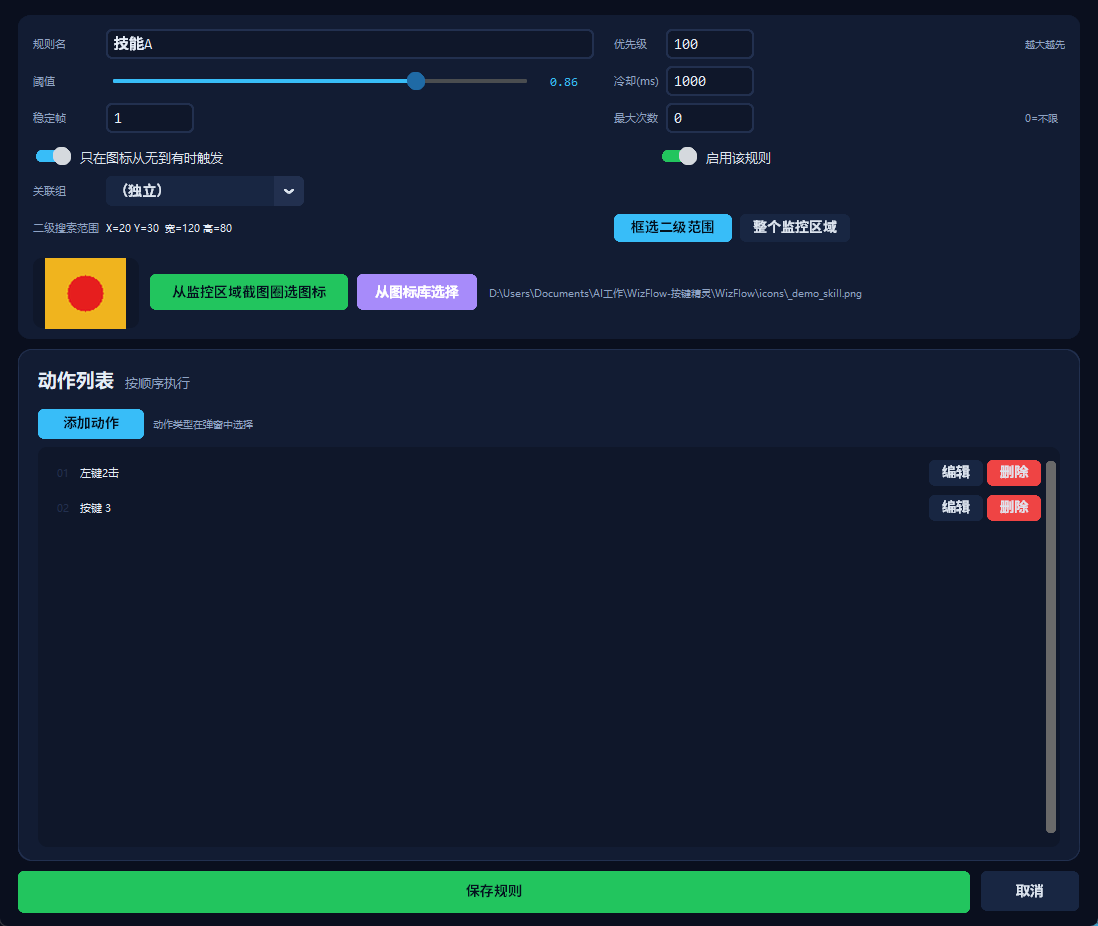 规则名 技能A 优先级 100 越大越先
阈值 0.86 冷却(ms) 1000
稳定帧 1 最大次数 0 0=不限
只在图标从无到有时触发 启用该规则
关联组 （独立）
二级搜索范围 X=20 Y=30 宽=120 高=80 框选二级范围 整个监控区域
从监控区域截图圈选图标 从图标库选择 D:\Users\Documents\AI工作\WizFlow-按键精灵\WizFlow\icons\_demo_skill.png
动作列表 按顺序执行
添加动作 动作类型在弹窗中选择
01 左键2击 编辑 删除
02 按键 3 编辑 删除
保存规则 取消